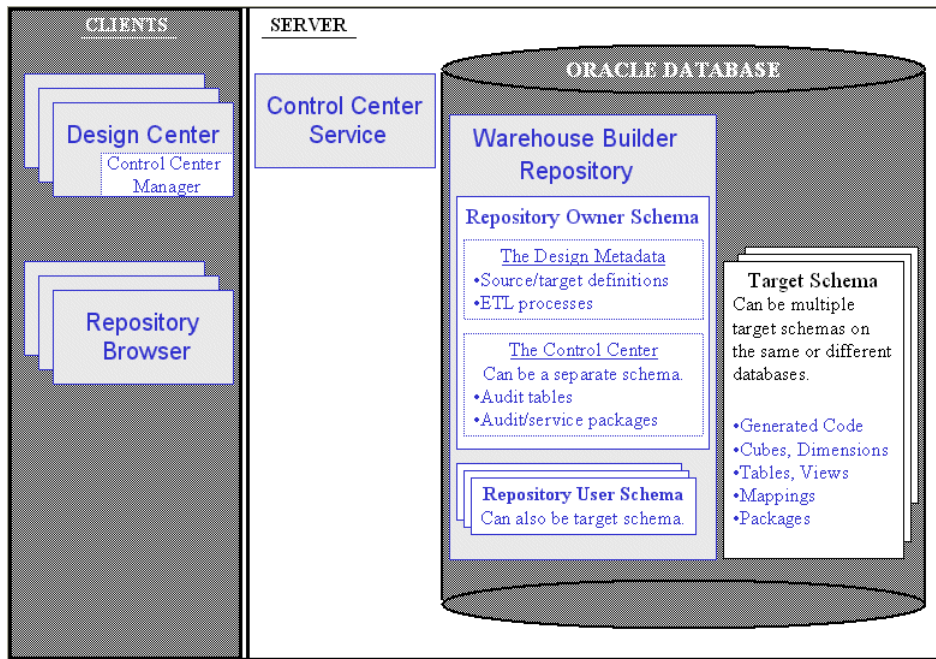 CLIENTS
Design Center
Control Center
Manager
Repository
Browser
SERVER
Control Center
Service
ORACLE DATABASE
Warehouse Builder
Repository
Repository Owner Schema
The Design Metadata
•Source/target definitions
•ETL processes
The Control Center
Can be a separate schema.
•Audit tables
•Audit/service packages
Repository User Schema
Can also be target schema.
Target Schema
Can be multiple
target schemas on
the same or different
databases.
•Generated Code
•Cubes, Dimensions
•Tables, Views
•Mappings
•Packages